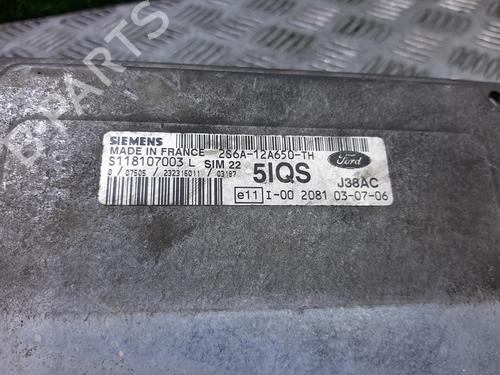 B PARTS
SIEMENS
MADE IN FRANCE 2S6A-12A650-TH
S118107003 L SIM 22
0 / 07505 / 232315011 / 03187
5IQS
Ford
J38AC
e11 I-00 2081 03-07-06